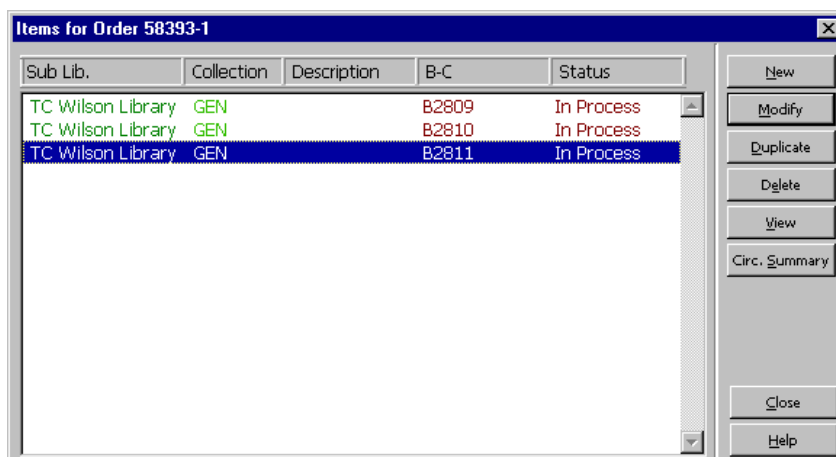 Items for Order 58393-1
Sub Lib. Collection Description B-C Status
TC Wilson Library GEN B2809 In Process
TC Wilson Library GEN B2810 In Process
TC Wilson Library GEN B2811 In Process
New
Modify
Duplicate
Delete
View
Circ. Summary
Close
Help